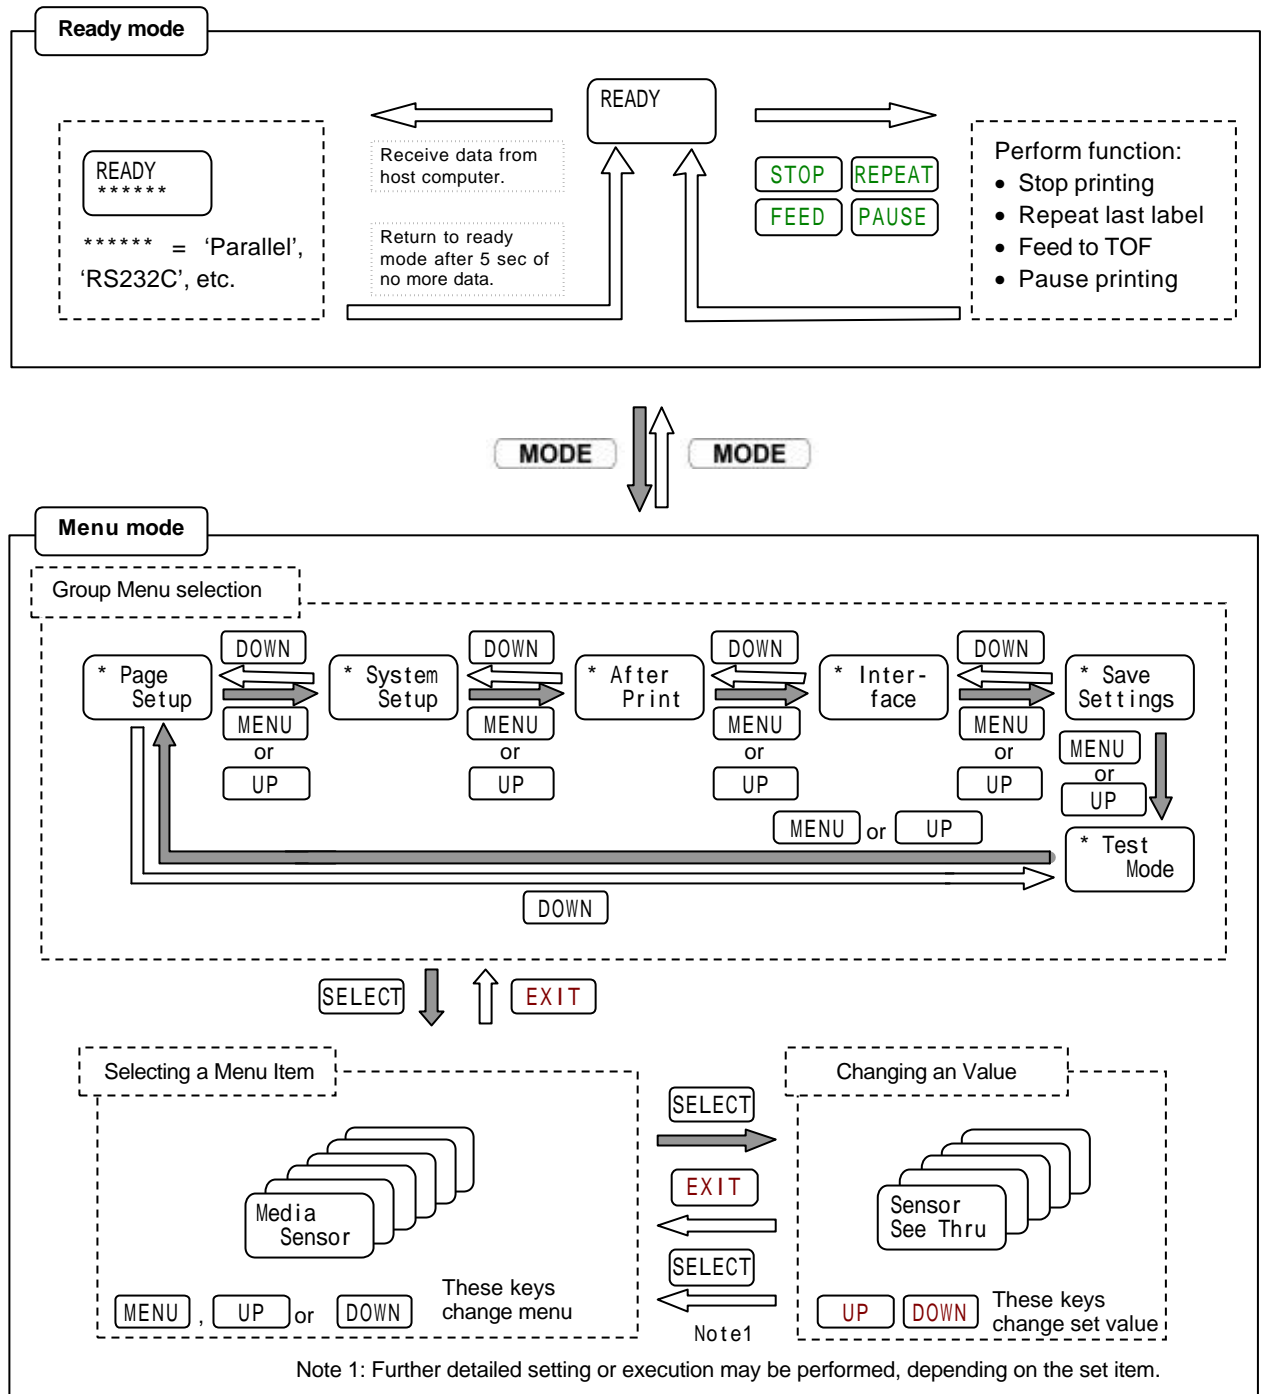 Ready mode
READY
READY
******
****** = ‘Parallel’,
‘RS232C’, etc.
Receive data from
host computer.
Return to ready
mode after 5 sec of
no more data.
STOP REPEAT
FEED PAUSE
Perform function:
• Stop printing
• Repeat last label
• Feed to TOF
• Pause printing
MODE MODE
Menu mode
Group Menu selection
DOWN DOWN DOWN DOWN
* Page
Setup
* System
Setup
* After
Print
* Inter-
face
* Save
Settings
MENU
or
UP
MENU
or
UP
MENU
or
UP
MENU
or
UP
MENU
or
UP
MENU or UP
* Test
Mode
DOWN
SELECT EXIT
Selecting a Menu Item
Media
Sensor
MENU , UP or DOWN
These keys
change menu
SELECT
EXIT
SELECT
Note1
Changing an Value
Sensor
See Thru
UP DOWN
These keys
change set value
Note 1: Further detailed setting or execution may be performed, depending on the set item.